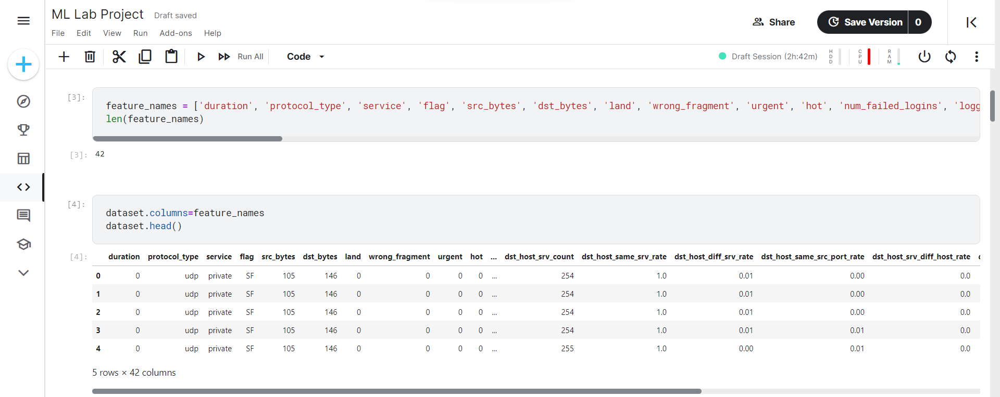 ML Lab Project Draft saved
File Edit View Run Add-ons Help
Share
Save Version 0
Run All
Code
Draft Session (2h:42m)
HDD
CPU
RAM
[3]:
feature_names = ['duration', 'protocol_type', 'service', 'flag', 'src_bytes', 'dst_bytes', 'land', 'wrong_fragment', 'urgent', 'hot', 'num_failed_logins', 'logg
len(feature_names)
[3]: 42
[4]:
dataset.columns=feature_names
dataset.head()
[4]:
duration protocol_type service flag src_bytes dst_bytes land wrong_fragment urgent hot ... dst_host_srv_count dst_host_same_srv_rate dst_host_diff_srv_rate dst_host_same_src_port_rate dst_host_srv_diff_host_rate
0 0 udp private SF 105 146 0 0 0 0 ... 254 1.0 0.01 0.00 0.0
1 0 udp private SF 105 146 0 0 0 0 ... 254 1.0 0.01 0.00 0.0
2 0 udp private SF 105 146 0 0 0 0 ... 254 1.0 0.01 0.00 0.0
3 0 udp private SF 105 146 0 0 0 0 ... 254 1.0 0.01 0.01 0.0
4 0 udp private SF 105 146 0 0 0 0 ... 255 1.0 0.00 0.01 0.0
5 rows × 42 columns